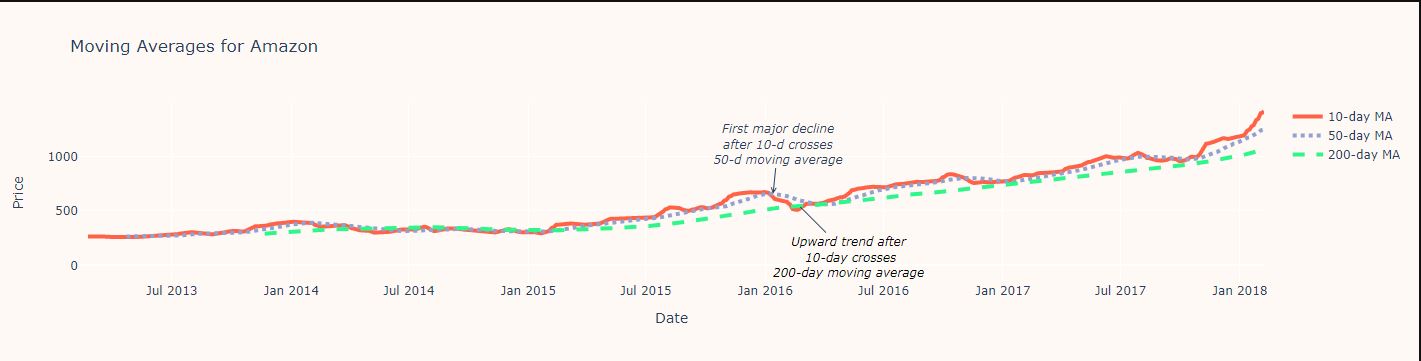 Moving Averages for Amazon
First major decline
after 10-d crosses
50-d moving average
10-day MA
50-day MA
200-day MA
1000
500
0
Price
Upward trend after
10-day crosses
200-day moving average
Jul 2013
Jan 2014
Jul 2014
Jan 2015
Jul 2015
Jan 2016
Jul 2016
Jan 2017
Jul 2017
Jan 2018
Date